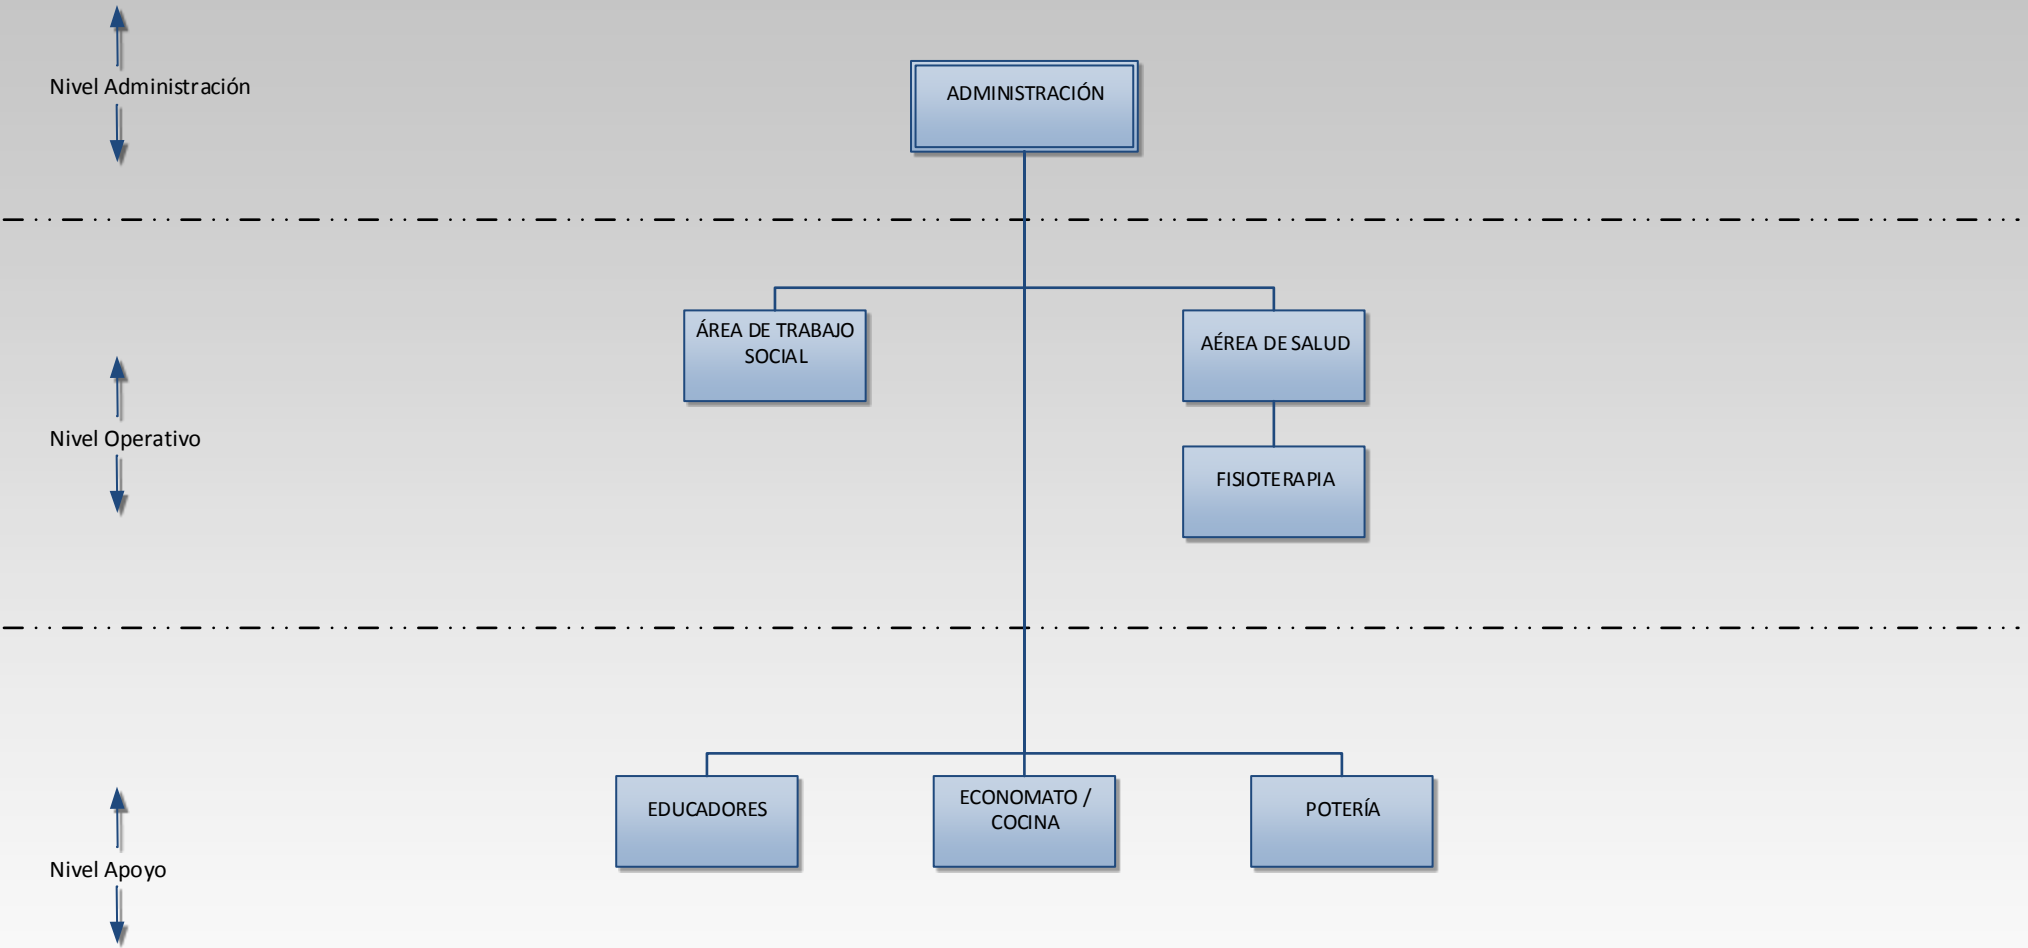 Nivel Administración
ADMINISTRACIÓN
ÁREA DE TRABAJO
SOCIAL
AÉREA DE SALUD
Nivel Operativo
FISIOTERAPIA
EDUCADORES
ECONOMATO /
COCINA
POTERÍA
Nivel Apoyo